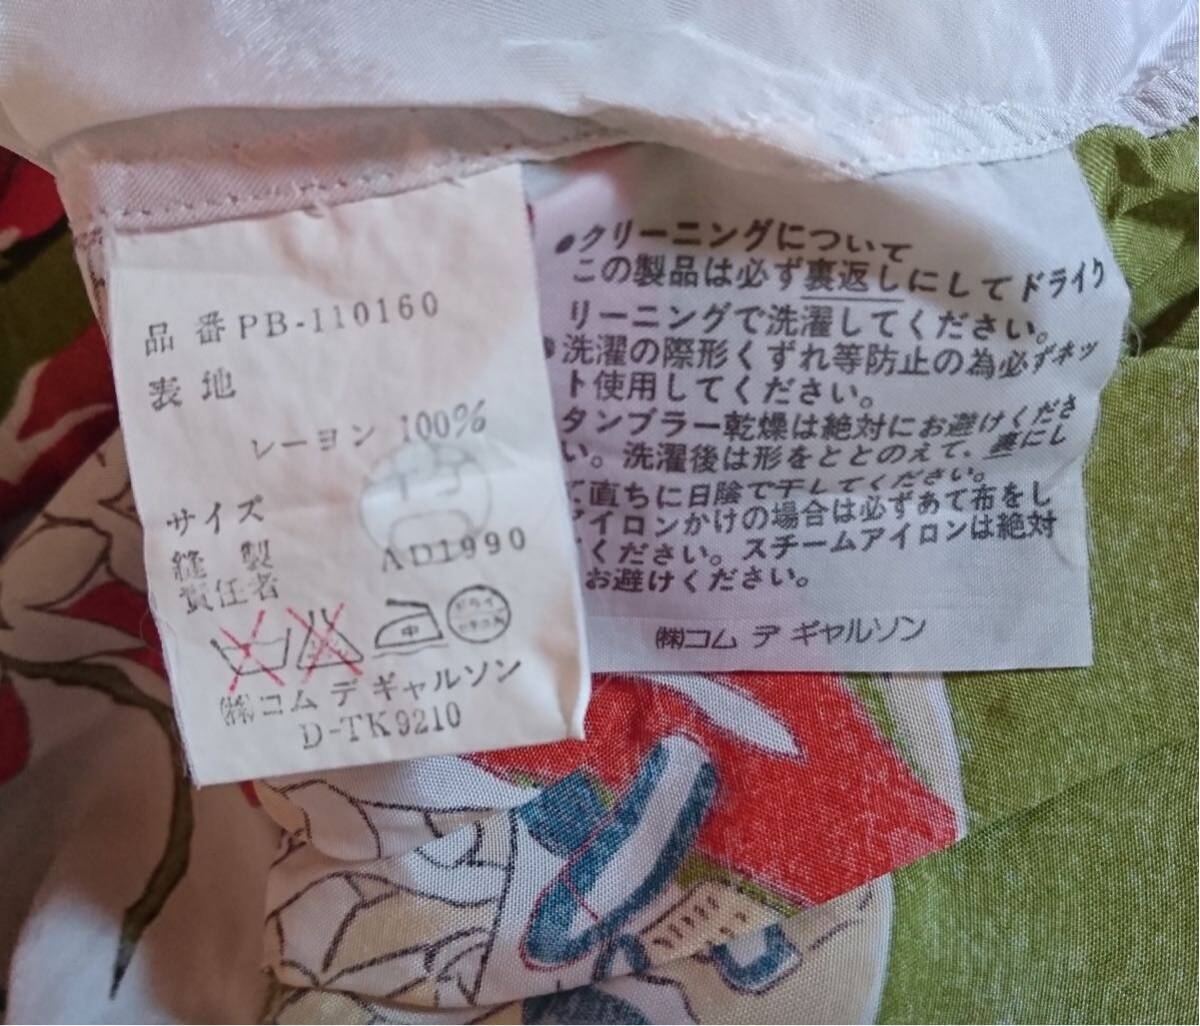 品番 PB-110160
表地
レーヨン 100%
サイズ
縫製
責任者
AD1990
中
ドライ
㈱コム デ ギャルソン
D-TK9210
●クリーニングについて
この製品は必ず裏返しにしてドライク
リーニングで洗濯してください。
●洗濯の際形くずれ等防止の為必ずネッ
ト使用してください。
タンブラー乾燥は絶対にお避けくださ
い。洗濯後は形をととのえて、裏にし
て直ちに日陰で干してください。
アイロンかけの場合は必ずあて布をし
てください。スチームアイロンは絶対
お避けください。
㈱コム デ ギャルソン